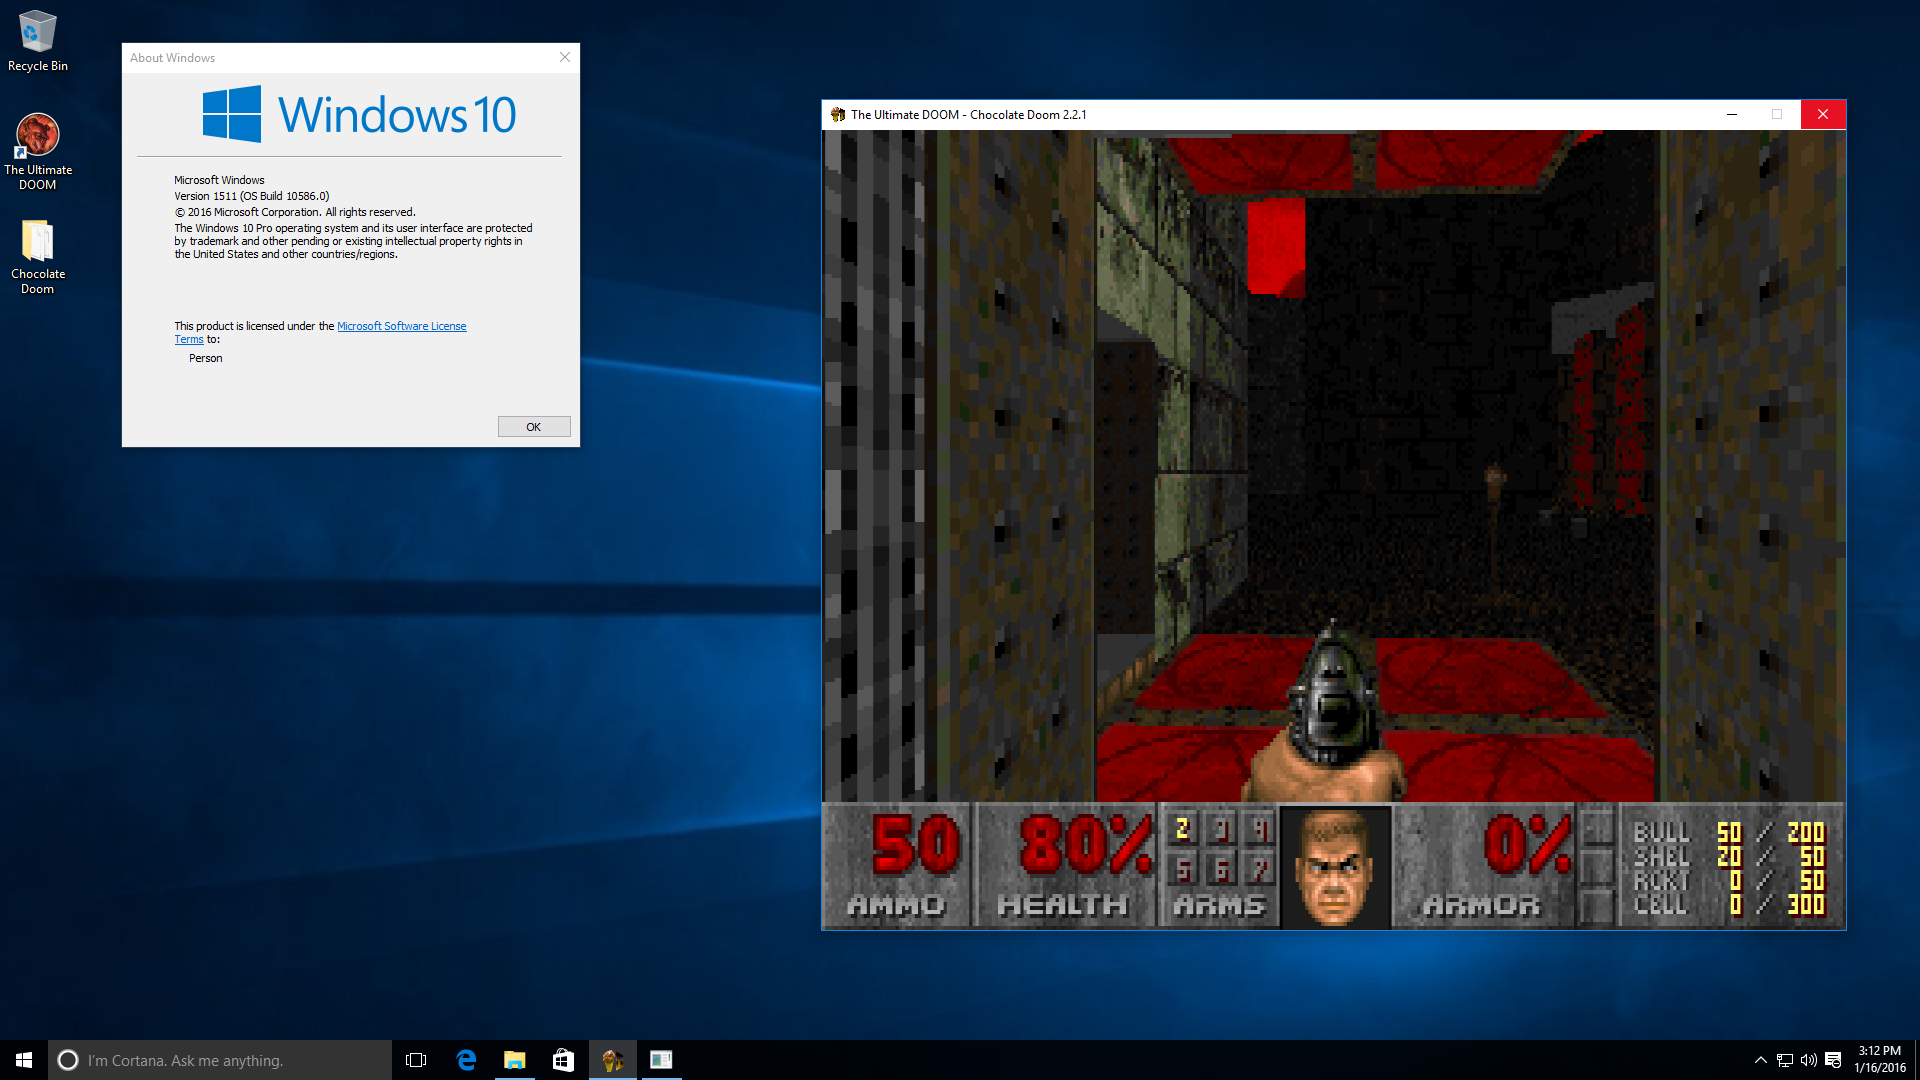 Recycle Bin
The Ultimate
DOOM
Chocolate
Doom
About Windows
Windows 10
Microsoft Windows
Version 1511 (OS Build 10586.0)
© 2016 Microsoft Corporation. All rights reserved.
The Windows 10 Pro operating system and its user interface are protected
by trademark and other pending or existing intellectual property rights in
the United States and other countries/regions.
This product is licensed under the Microsoft Software License
Terms to:
Person
OK
The Ultimate DOOM - Chocolate Doom 2.2.1
50
AMMO
80%
HEALTH
2 3 4
5 6 7
ARMS
0%
ARMOR
BULL 50 / 200
SHEL 20 / 50
RCKT 0 / 50
CELL 0 / 300
I'm Cortana. Ask me anything.
3:12 PM
1/16/2016